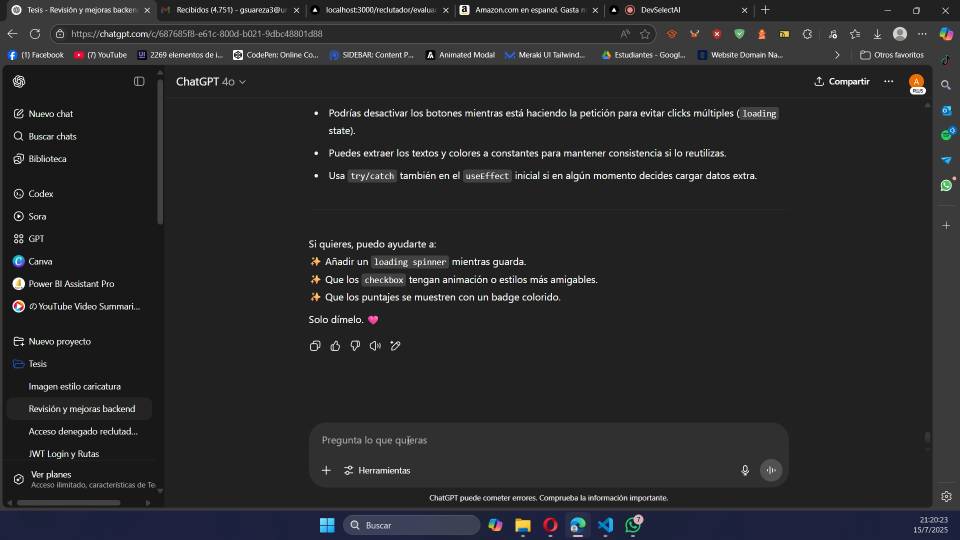 Tesis - Revisión y mejoras backen
Recibidos (4.751) - gsuareza3@u
localhost:3000/reclutador/evalua
Amazon.com en espanol. Gasta m
DevSelectAI
https://chatgpt.com/c/687685f8-e61c-800d-b021-9dbc48801d88
(1) Facebook
(7) YouTube
2269 elementos de i...
CodePen: Online Co...
SIDEBAR: Content P...
Animated Modal
Meraki UI Tailwind...
Estudiantes - Googl...
Website Domain Na...
Otros favoritos
ChatGPT 4o
Compartir
PLUS
Nuevo chat
Buscar chats
Biblioteca
Codex
Sora
GPT
Canva
Power BI Assistant Pro
のYouTube Video Summari...
Nuevo proyecto
Tesis
Imagen estilo caricatura
Revisión y mejoras backend
Acceso denegado reclutad...
JWT Login y Rutas
Ver planes
Acceso ilimitado, características de Te
• Podrías desactivar los botones mientras está haciendo la petición para evitar clicks múltiples (loading
state).
• Puedes extraer los textos y colores a constantes para mantener consistencia si lo reutilizas.
• Usa try/catch también en el useEffect inicial si en algún momento decides cargar datos extra.
Si quieres, puedo ayudarte a:
✨ Añadir un loading spinner mientras guarda.
✨ Que los checkbox tengan animación o estilos más amigables.
✨ Que los puntajes se muestren con un badge colorido.
Solo dímelo. 💖
Pregunta lo que quieras
Herramientas
ChatGPT puede cometer errores. Comprueba la información importante.
Buscar
7
21:20:23
15/7/2025